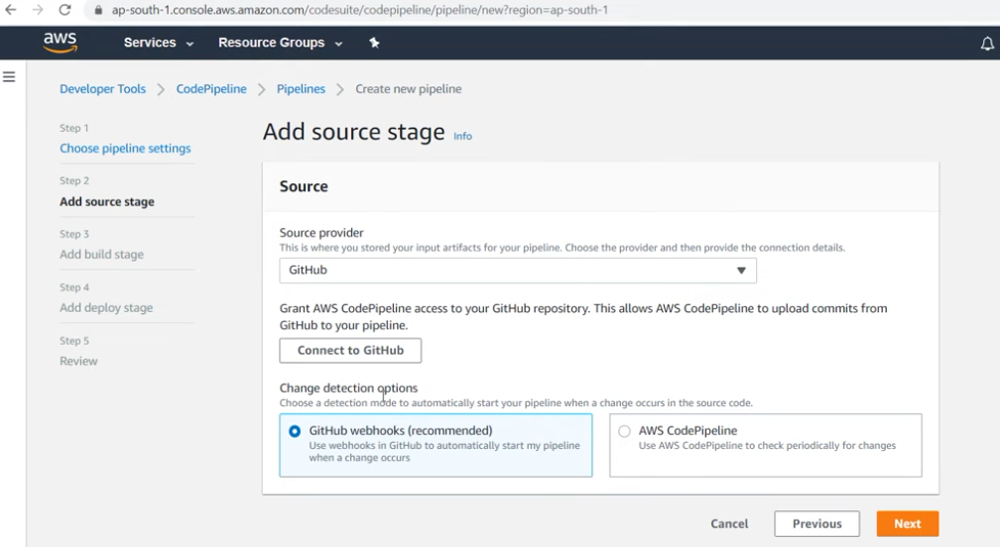 ap-south-1.console.aws.amazon.com/codesuite/codepipeline/pipeline/new?region=ap-south-1
aws
Services
Resource Groups
Developer Tools
CodePipeline
Pipelines
Create new pipeline
Step 1
Choose pipeline settings
Step 2
Add source stage
Step 3
Add build stage
Step 4
Add deploy stage
Step 5
Review
Add source stage Info
Source
Source provider
This is where you stored your input artifacts for your pipeline. Choose the provider and then provide the connection details.
GitHub
Grant AWS CodePipeline access to your GitHub repository. This allows AWS CodePipeline to upload commits from
GitHub to your pipeline.
Connect to GitHub
Change detection options
Choose a detection mode to automatically start your pipeline when a change occurs in the source code.
GitHub webhooks (recommended)
Use webhooks in GitHub to automatically start my pipeline
when a change occurs
AWS CodePipeline
Use AWS CodePipeline to check periodically for changes
Cancel
Previous
Next